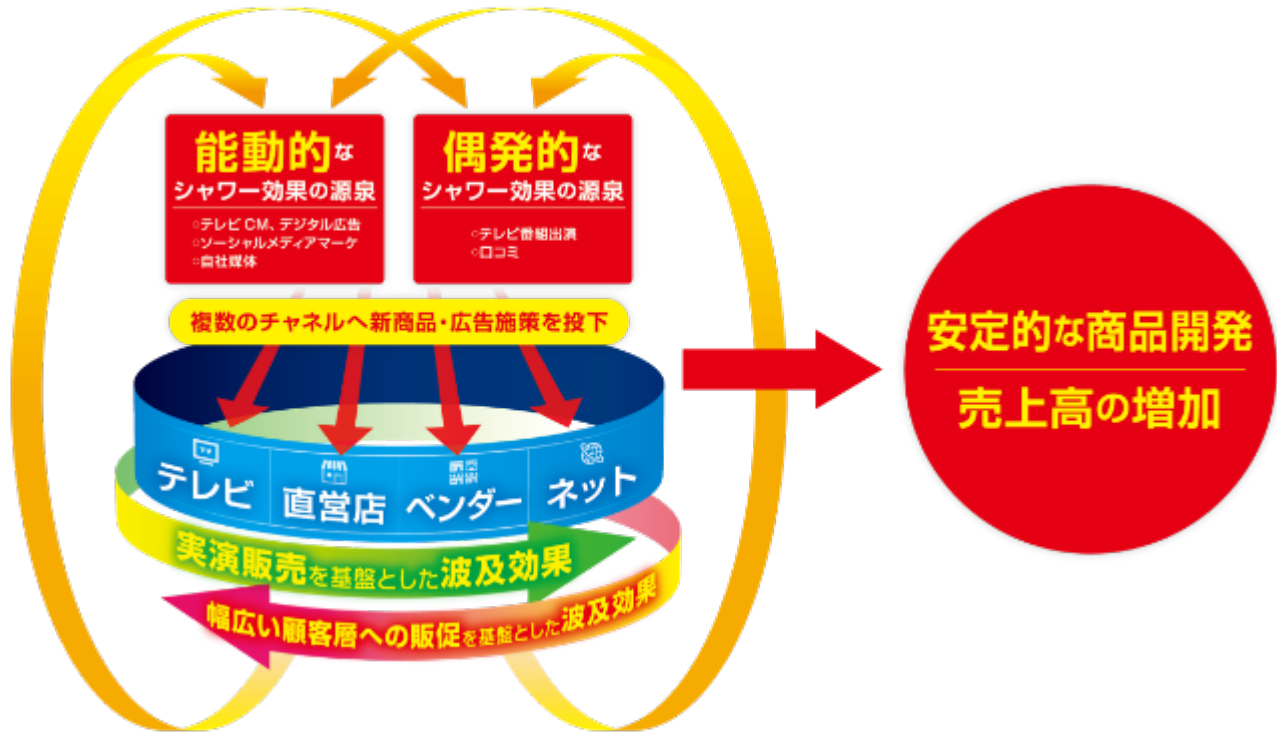 能動的な
シャワー効果の源泉
○テレビCM、デジタル広告
○ソーシャルメディアマーケ
○自社媒体
偶発的な
シャワー効果の源泉
○テレビ番組出演
○口コミ
複数のチャネルへ新商品・広告施策を投下
テレビ
直営店
ベンダー
ネット
実演販売を基盤とした波及効果
幅広い顧客層への販促を基盤とした波及効果
安定的な商品開発
売上高の増加